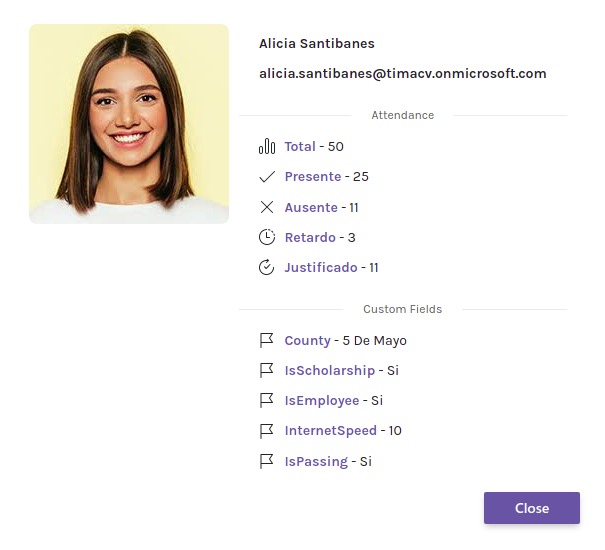 Alicia Santibanes
alicia.santibanes@timacv.onmicrosoft.com
Attendance
Total - 50
Presente - 25
Ausente - 11
Retardo - 3
Justificado - 11
Custom Fields
County - 5 De Mayo
IsScholarship - Si
IsEmployee - Si
InternetSpeed - 10
IsPassing - Si
Close